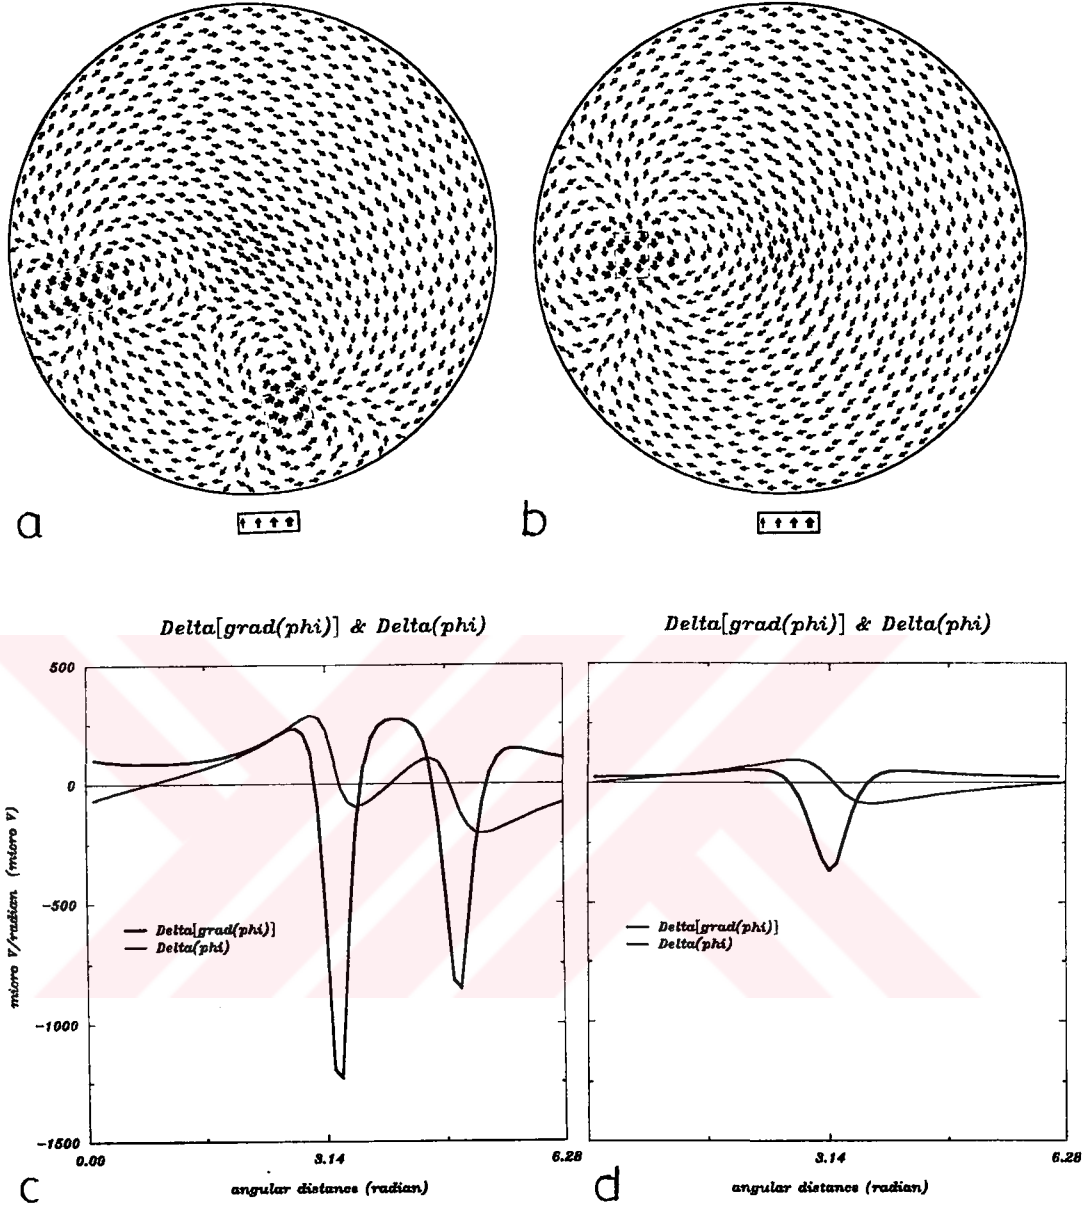 a
b
Delta[grad(phi)] & Delta(phi)
Delta[grad(phi)] & Delta(phi)
500
0
-500
-1000
-1500
micro V/radian (micro V)
Delta[grad(phi)]
Delta(phi)
Delta[grad(phi)]
Delta(phi)
0.00
3.14
6.28
3.14
6.28
c
angular distance (radian)
d
angular distance (radian)